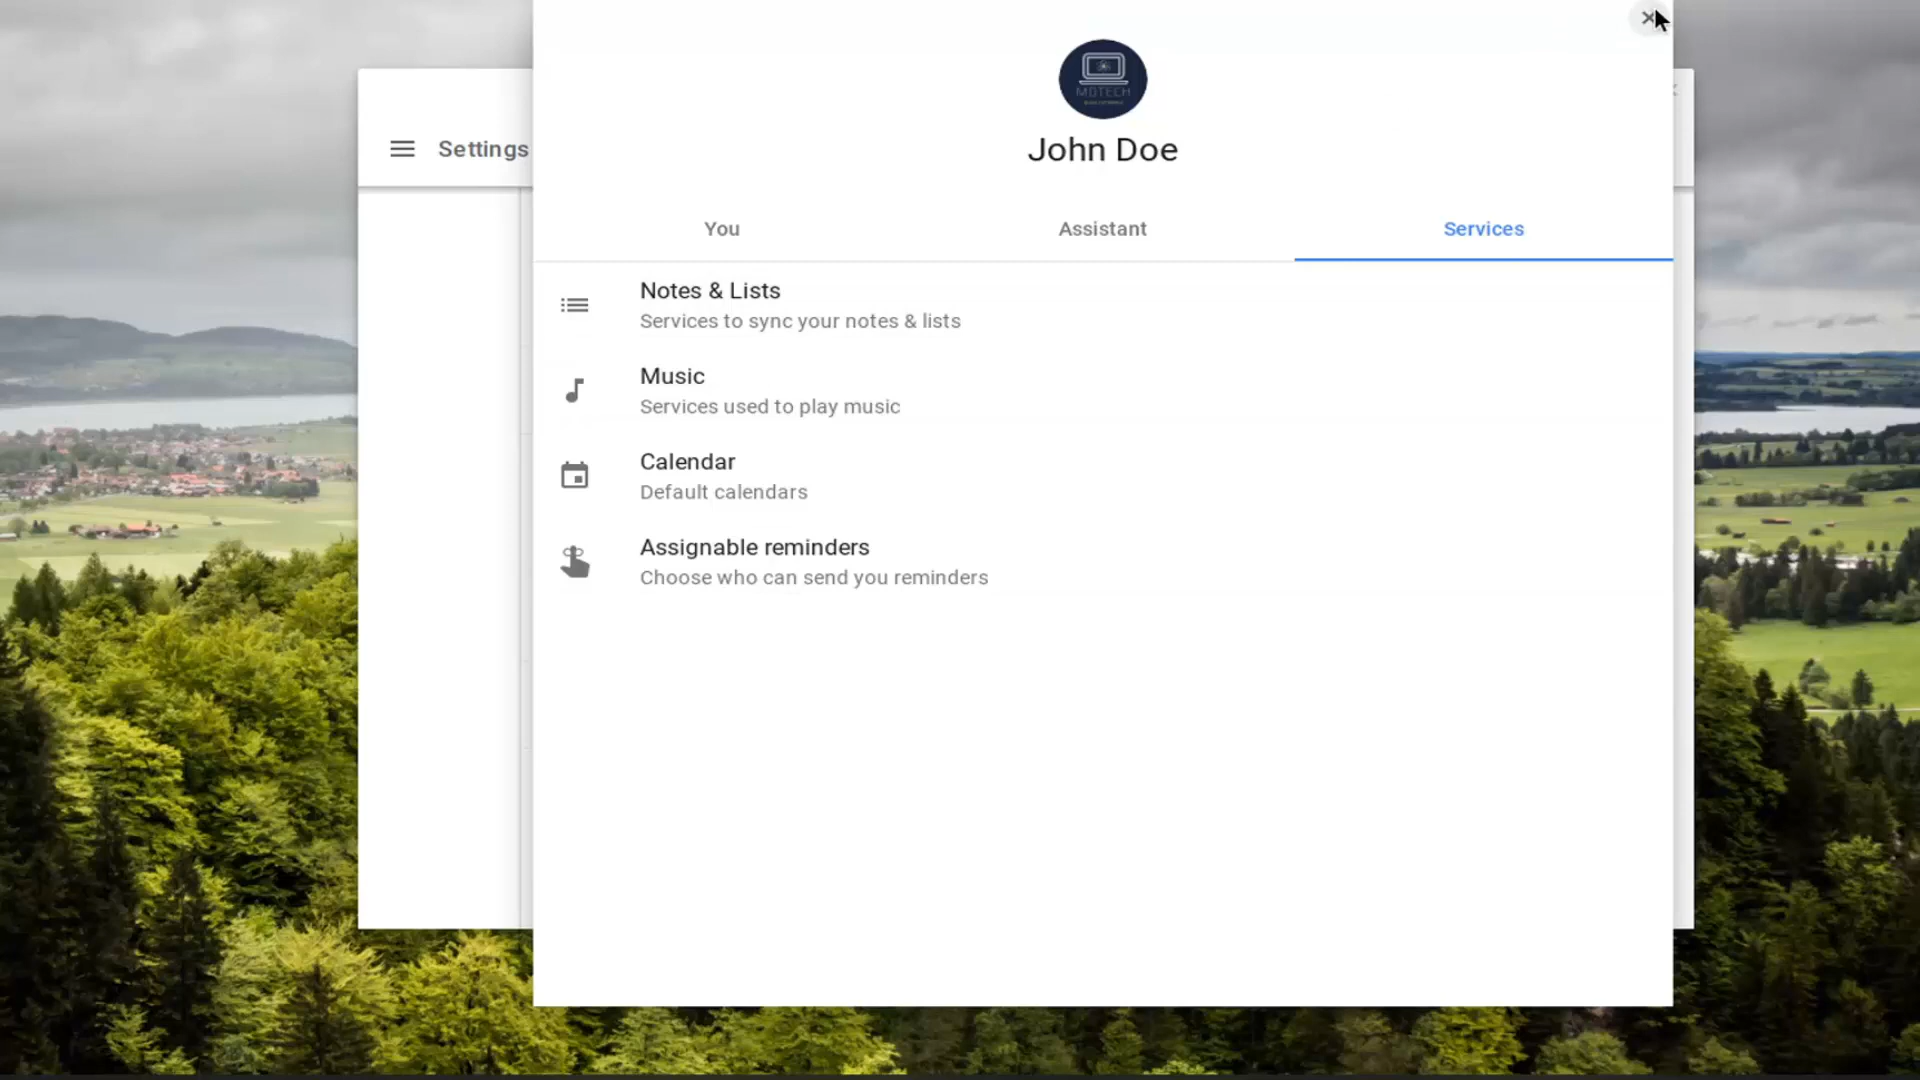 MDTECH
John Doe
Settings
You
Assistant
Services
Notes & Lists
Services to sync your notes & lists
Music
Services used to play music
Calendar
Default calendars
Assignable reminders
Choose who can send you reminders